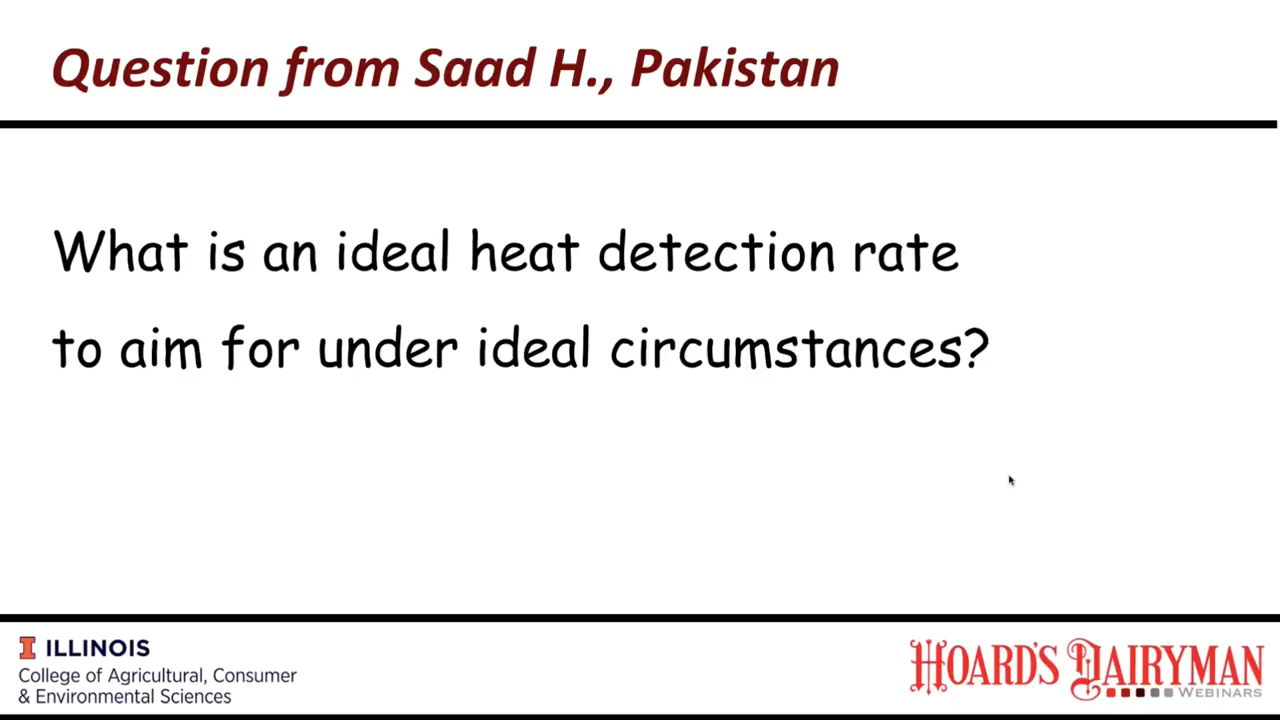 Question from Saad H., Pakistan
What is an ideal heat detection rate
to aim for under ideal circumstances?
I ILLINOIS
College of Agricultural, Consumer
& Environmental Sciences
HOARD'S DAIRYMAN
WEBINARS